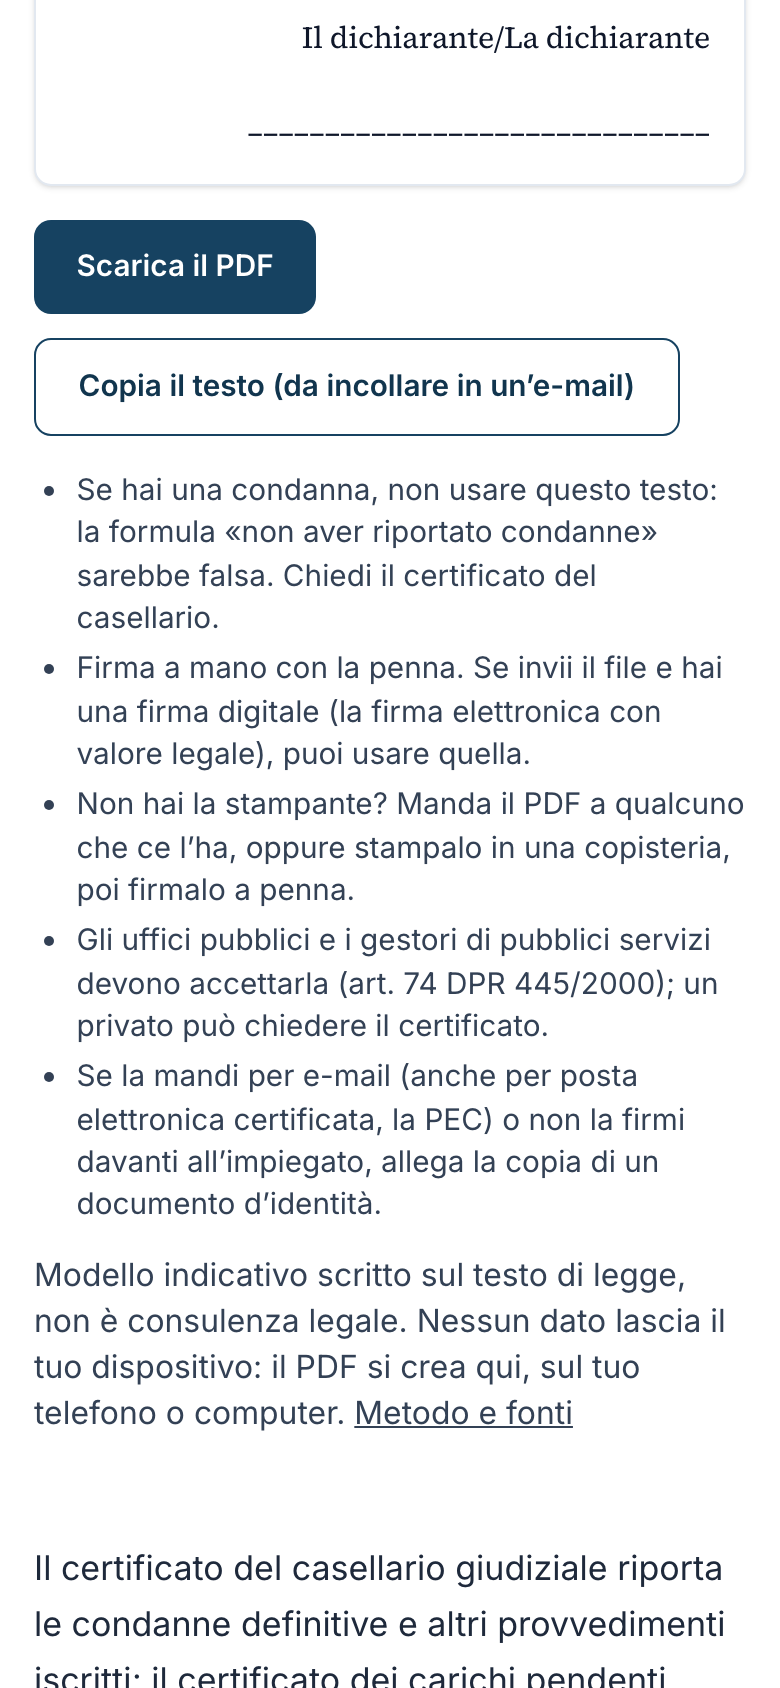 Il dichiarante/La dichiarante
______________________________
Scarica il PDF
Copia il testo (da incollare in un’e-mail)
• Se hai una condanna, non usare questo testo:
la formula «non aver riportato condanne»
sarebbe falsa. Chiedi il certificato del
casellario.
• Firma a mano con la penna. Se invii il file e hai
una firma digitale (la firma elettronica con
valore legale), puoi usare quella.
• Non hai la stampante? Manda il PDF a qualcuno
che ce l’ha, oppure stampalo in una copisteria,
poi firmalo a penna.
• Gli uffici pubblici e i gestori di pubblici servizi
devono accettarla (art. 74 DPR 445/2000); un
privato può chiedere il certificato.
• Se la mandi per e-mail (anche per posta
elettronica certificata, la PEC) o non la firmi
davanti all’impiegato, allega la copia di un
documento d’identità.
Modello indicativo scritto sul testo di legge,
non è consulenza legale. Nessun dato lascia il
tuo dispositivo: il PDF si crea qui, sul tuo
telefono o computer. Metodo e fonti
Il certificato del casellario giudiziale riporta
le condanne definitive e altri provvedimenti
iscritti; il certificato dei carichi pendenti